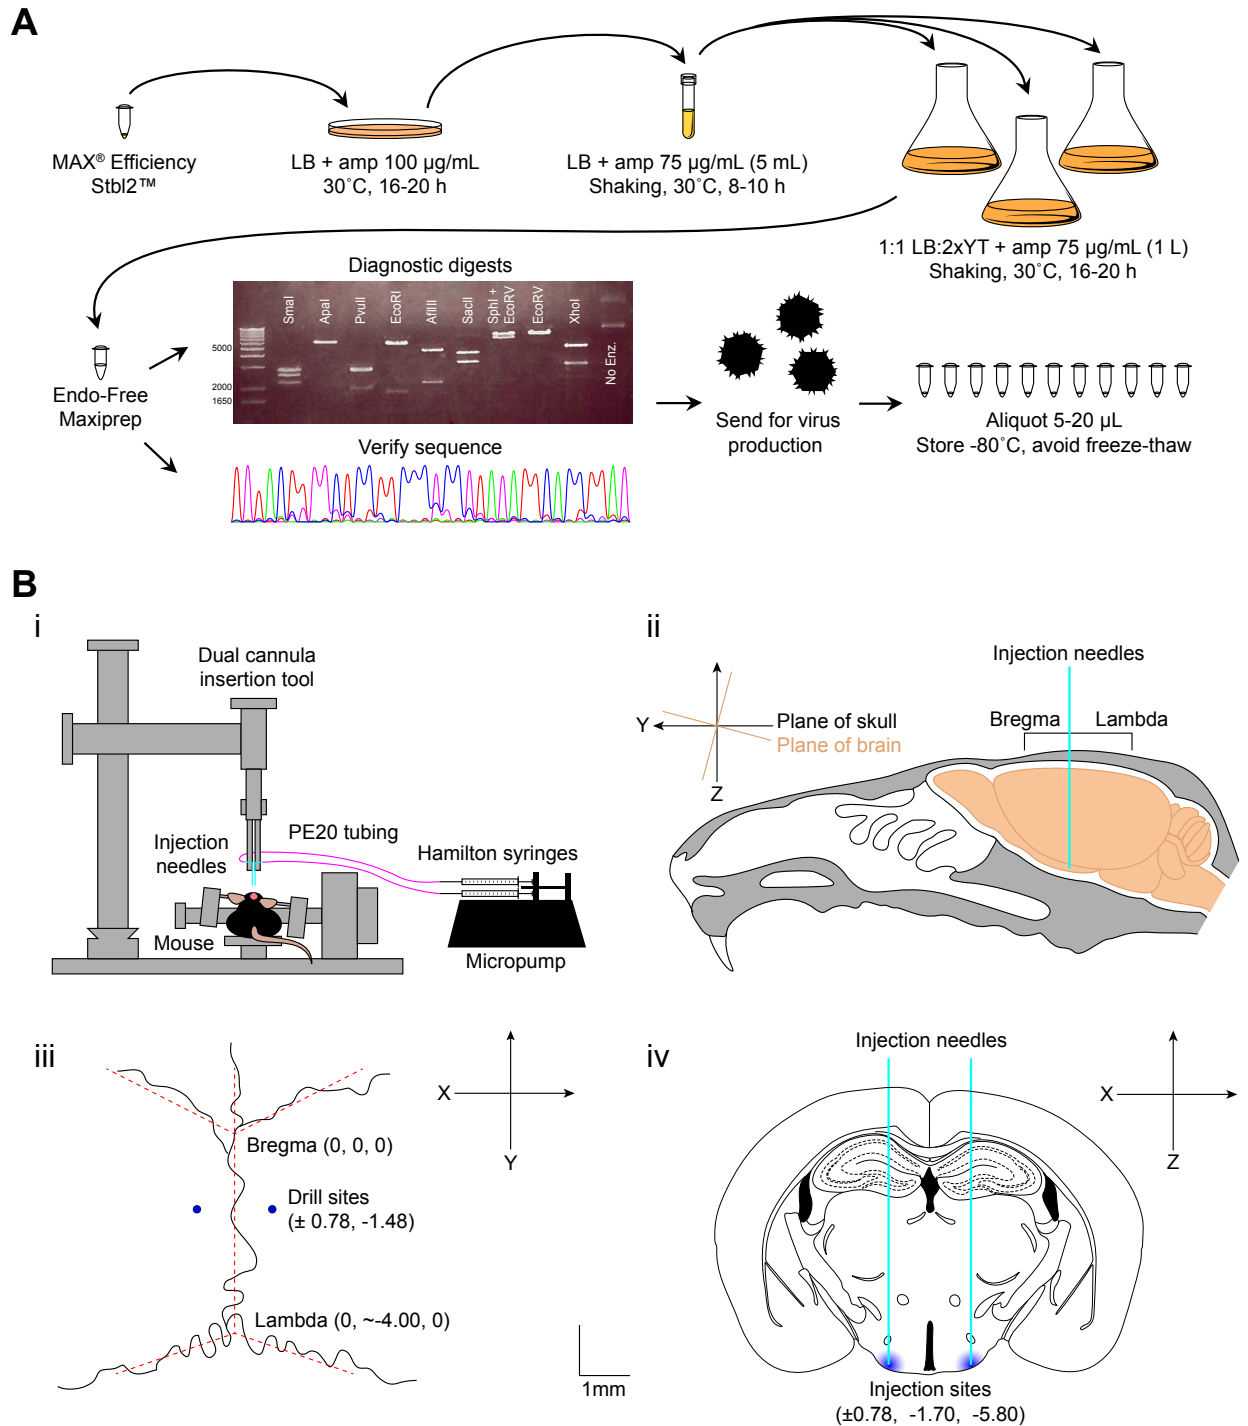 A
MAX® Efficiency
Stbl2™
LB + amp 100 µg/mL
30˚C, 16-20 h
LB + amp 75 µg/mL (5 mL)
Shaking, 30˚C, 8-10 h
1:1 LB:2xYT + amp 75 µg/mL (1 L)
Shaking, 30˚C, 16-20 h
Diagnostic digests
SmaI
ApaI
PvuII
EcoRI
AflIII
SacII
SphI +
EcoRV
EcoRV
XhoI
No Enz.
5000
2000
1650
Endo-Free
Maxiprep
Verify sequence
Send for virus
production
Aliquot 5-20 µL
Store -80˚C, avoid freeze-thaw
B
i
Dual cannula
insertion tool
PE20 tubing
Injection
needles
Hamilton syringes
Mouse
Micropump
ii
Injection needles
Y
Plane of skull
Plane of brain
Z
Bregma
Lambda
iii
X
Y
Bregma (0, 0, 0)
Drill sites
(± 0.78, -1.48)
Lambda (0, ~-4.00, 0)
1mm
iv
Injection needles
X
Z
Injection sites
(±0.78, -1.70, -5.80)